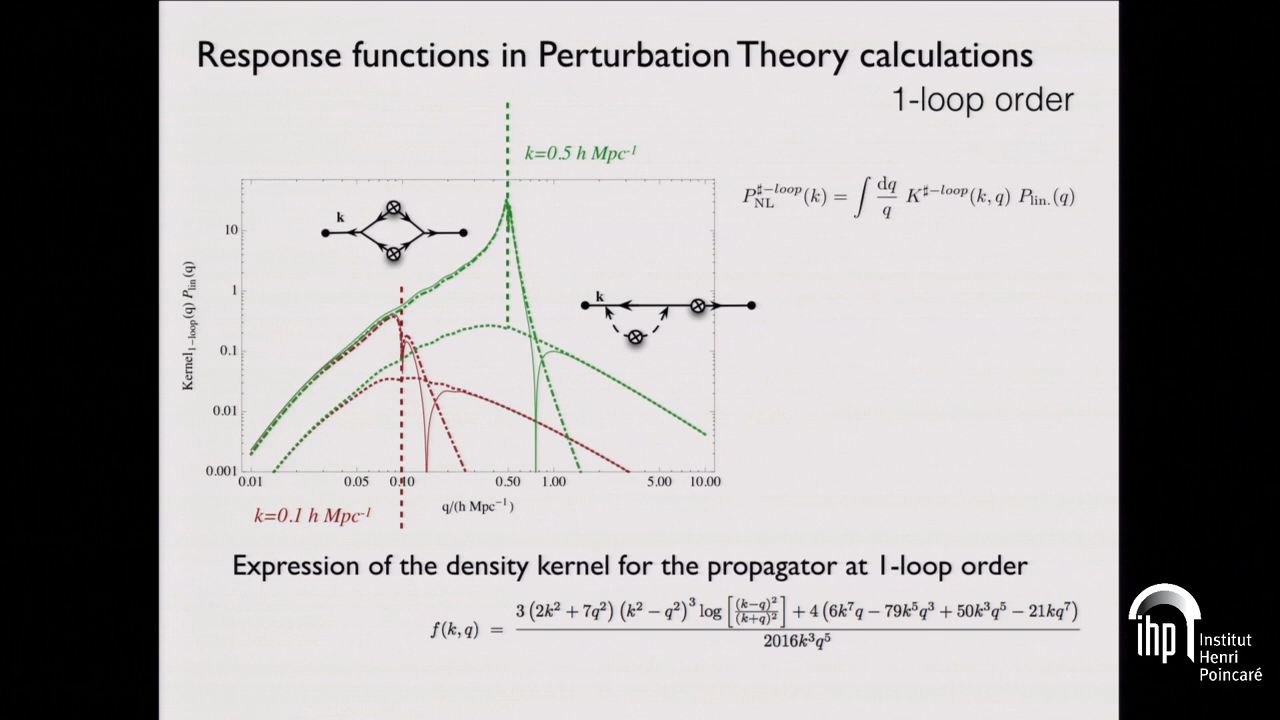 Response functions in Perturbation Theory calculations
1-loop order
k=0.5 h Mpc⁻¹
P_NL^{♯−loop}(k) = ∫ dq/q K^{♯−loop}(k, q) P_lin.(q)
k
k
Kernel_{1−loop}(q) P_lin(q)
10
1
0.1
0.01
0.001
0.01 0.05 0.10 0.50 1.00 5.00 10.00
q/(h Mpc⁻¹)
k=0.1 h Mpc⁻¹
Expression of the density kernel for the propagator at 1-loop order
f(k, q) = 3 (2k² + 7q²) (k² − q²)³ log [(k−q)²/(k+q)²] + 4 (6k⁷q − 79k⁵q³ + 50k³q⁵ − 21kq⁷)
2016k³q⁵
ihp
Institut
Henri
Poincaré